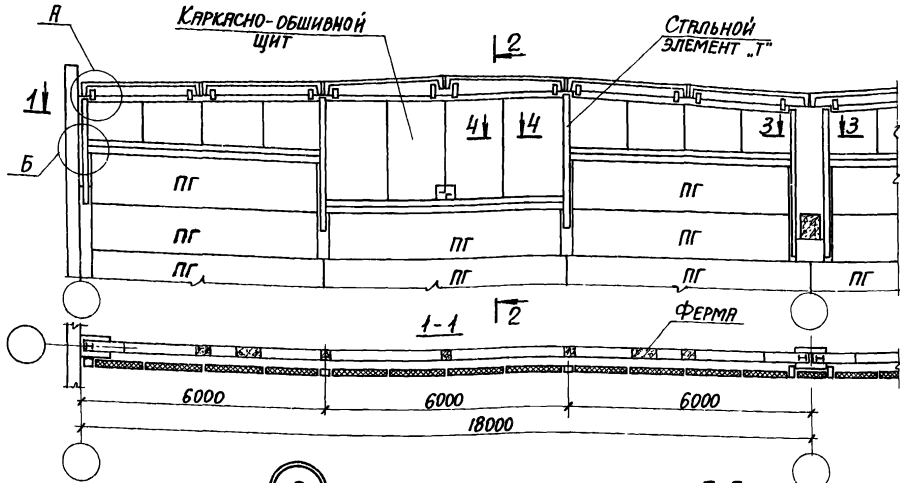 А
Каркасно-обшивной
щит
2
Стальной
элемент „Т"
1
4
4
3
3
Б
ПГ
ПГ
ПГ
ПГ
ПГ
ПГ
ПГ
ПГ
ПГ
2
1-1
Ферма
6000
6000
6000
18000